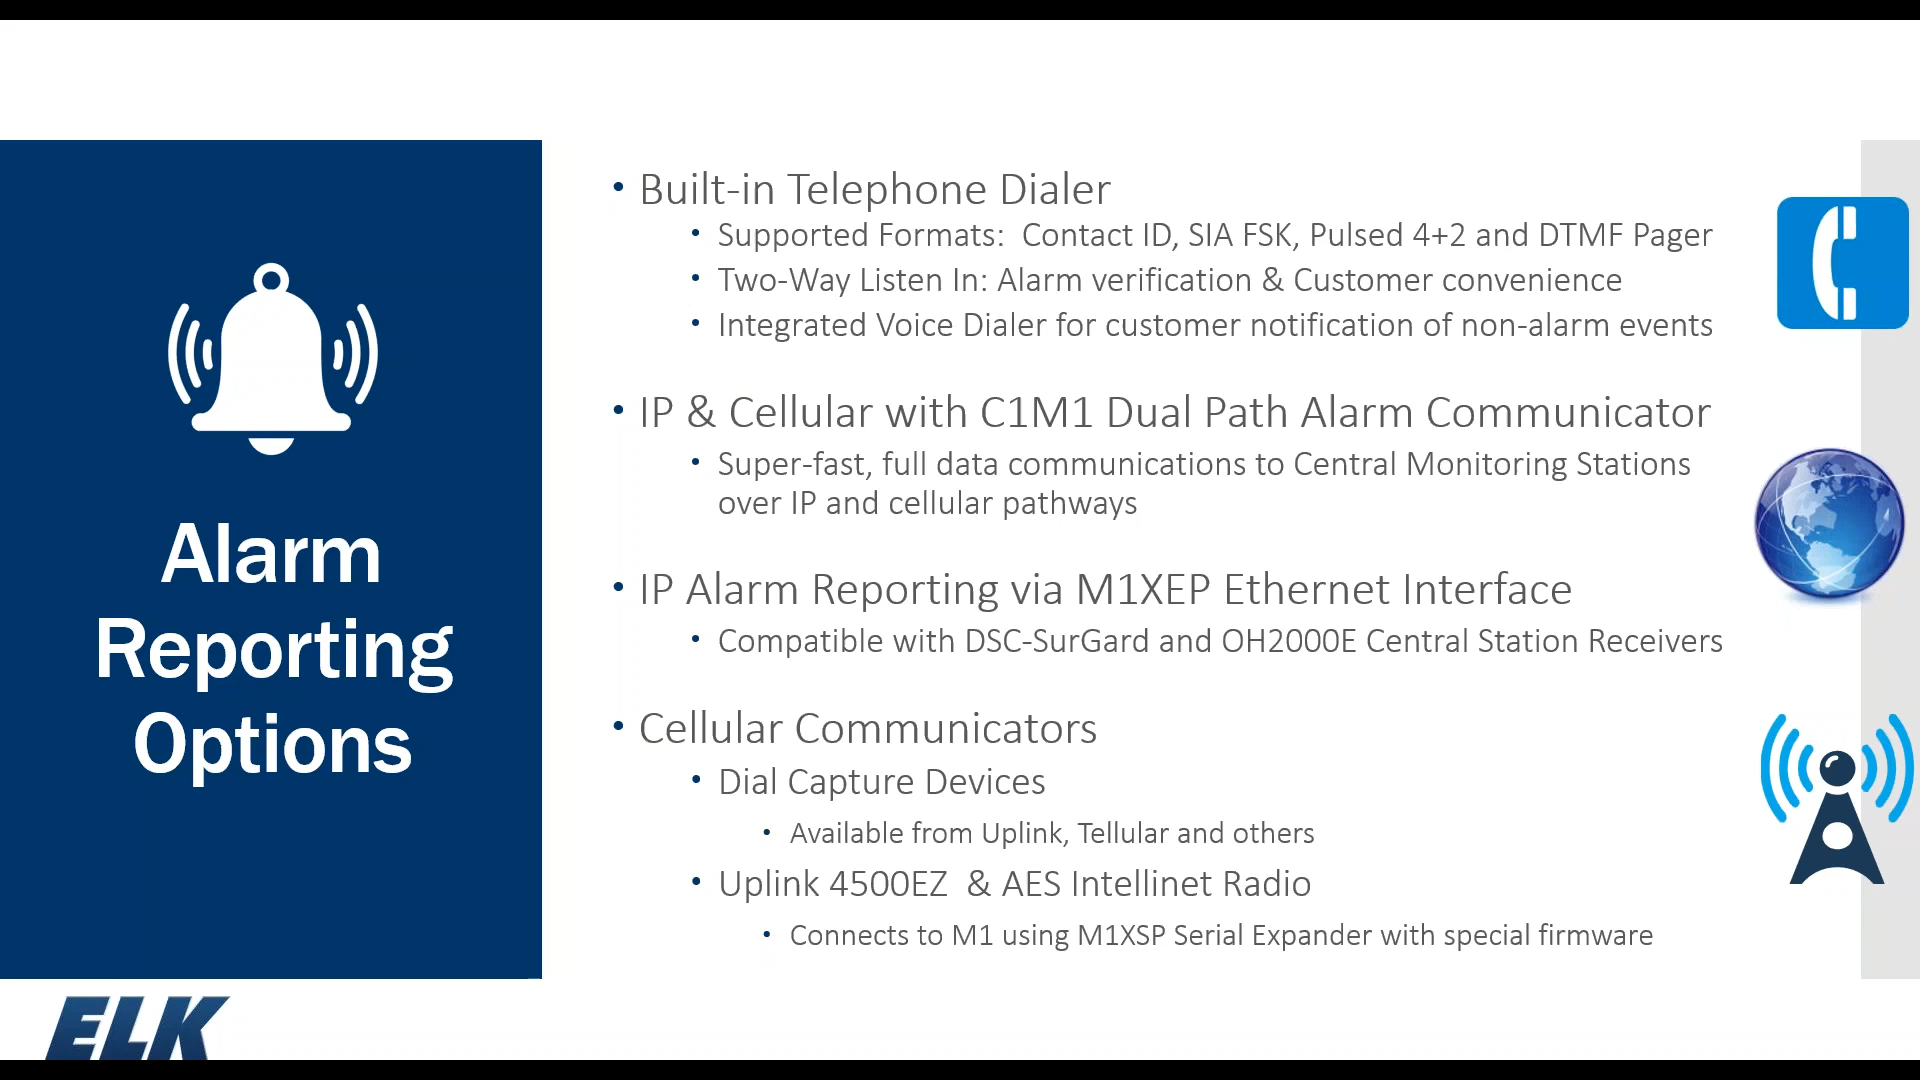 Alarm
Reporting
Options
• Built-in Telephone Dialer
• Supported Formats:  Contact ID, SIA FSK, Pulsed 4+2 and DTMF Pager
• Two-Way Listen In: Alarm verification & Customer convenience
• Integrated Voice Dialer for customer notification of non-alarm events
• IP & Cellular with C1M1 Dual Path Alarm Communicator
• Super-fast, full data communications to Central Monitoring Stations
over IP and cellular pathways
• IP Alarm Reporting via M1XEP Ethernet Interface
• Compatible with DSC-SurGard and OH2000E Central Station Receivers
• Cellular Communicators
• Dial Capture Devices
• Available from Uplink, Tellular and others
• Uplink 4500EZ  & AES Intellinet Radio
• Connects to M1 using M1XSP Serial Expander with special firmware
ELK